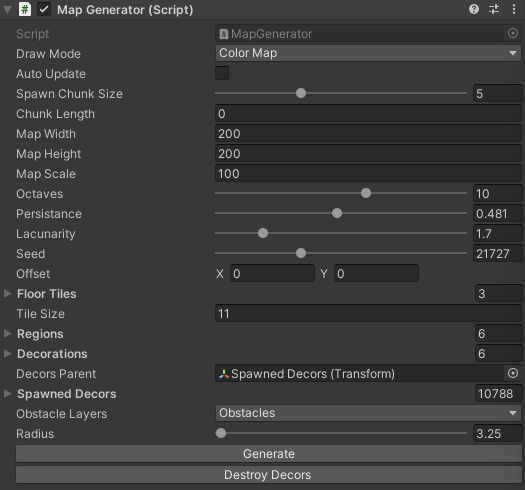 Map Generator (Script)
Script MapGenerator
Draw Mode Color Map
Auto Update
Spawn Chunk Size 5
Chunk Length 0
Map Width 200
Map Height 200
Map Scale 100
Octaves 10
Persistance 0.481
Lacunarity 1.7
Seed 21727
Offset X 0 Y 0
Floor Tiles 3
Tile Size 11
Regions 6
Decorations 6
Decors Parent Spawned Decors (Transform)
Spawned Decors 10788
Obstacle Layers Obstacles
Radius 3.25
Generate
Destroy Decors